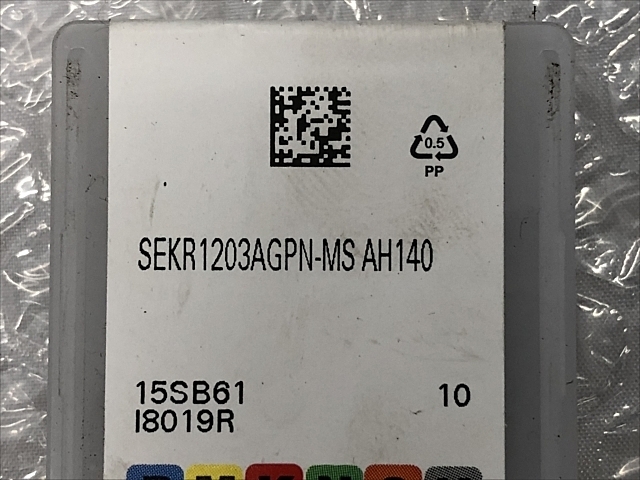 0.5
PP
SEKR1203AGPN-MS AH140
15SB61 10
I8019R